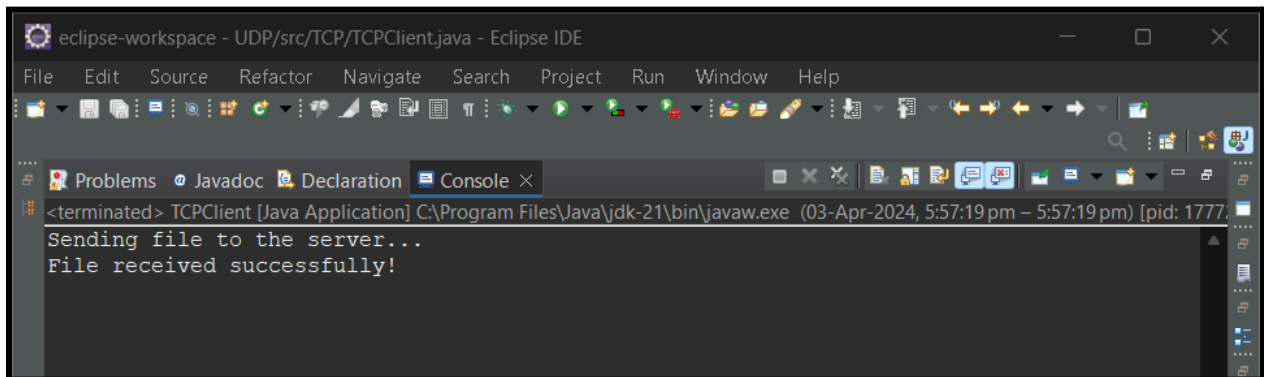 eclipse-workspace - UDP/src/TCP/TCPClient.java - Eclipse IDE
File Edit Source Refactor Navigate Search Project Run Window Help
Problems Javadoc Declaration Console
<terminated> TCPClient [Java Application] C:\Program Files\Java\jdk-21\bin\javaw.exe (03-Apr-2024, 5:57:19 pm – 5:57:19 pm) [pid: 1777
Sending file to the server...
File received successfully!